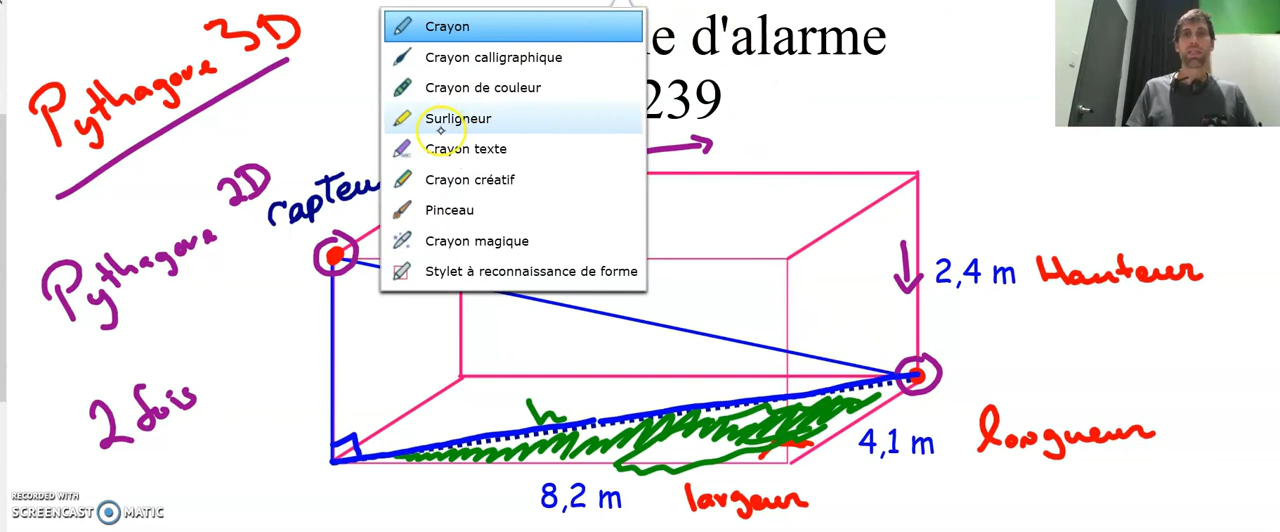 Pythagore 3D
Crayon
Crayon calligraphique
Crayon de couleur
Surligneur
Crayon texte
Crayon créatif
Pinceau
Crayon magique
Stylet à reconnaissance de forme
d'alarme
239
Pythagore 2D
2 fois
2,4 m Hauteur
h
4,1 m longueur
8,2 m largeur
RECORDED WITH
SCREENCAST MATIC